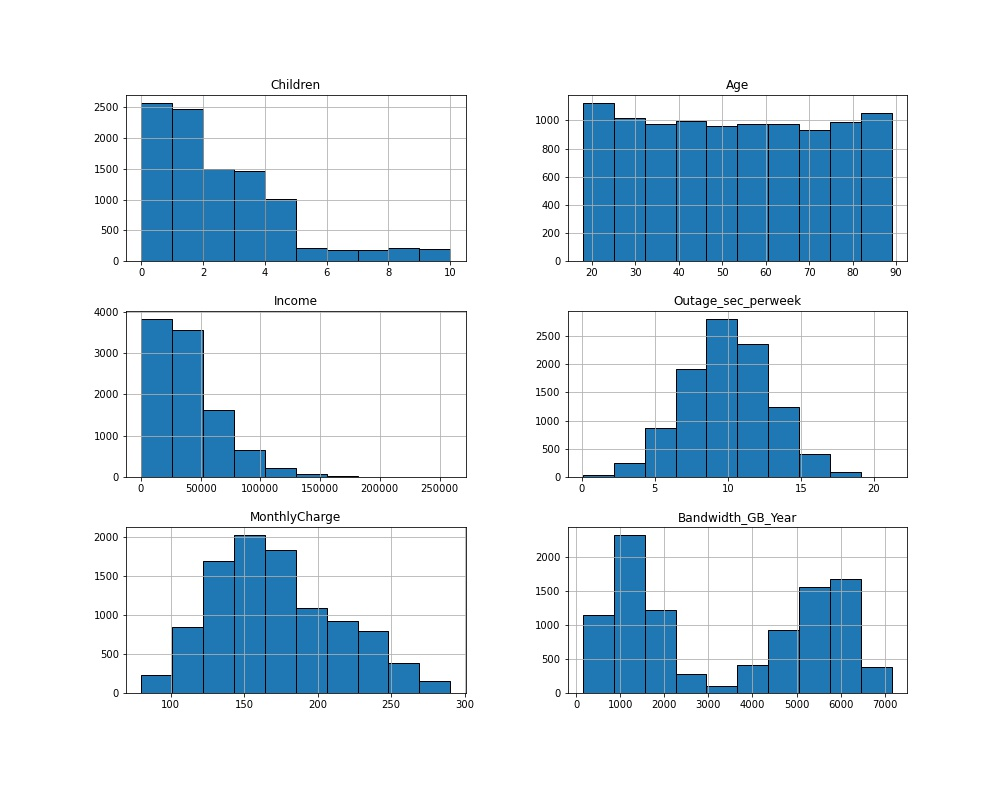 Children
2500
2000
1500
1000
500
0
0 2 4 6 8 10
Age
1000
800
600
400
200
0
20 30 40 50 60 70 80 90
Income
4000
3000
2000
1000
0
0 50000 100000 150000 200000 250000
Outage_sec_perweek
2500
2000
1500
1000
500
0
0 5 10 15 20
MonthlyCharge
2000
1500
1000
500
0
100 150 200 250 300
Bandwidth_GB_Year
2000
1500
1000
500
0
0 1000 2000 3000 4000 5000 6000 7000